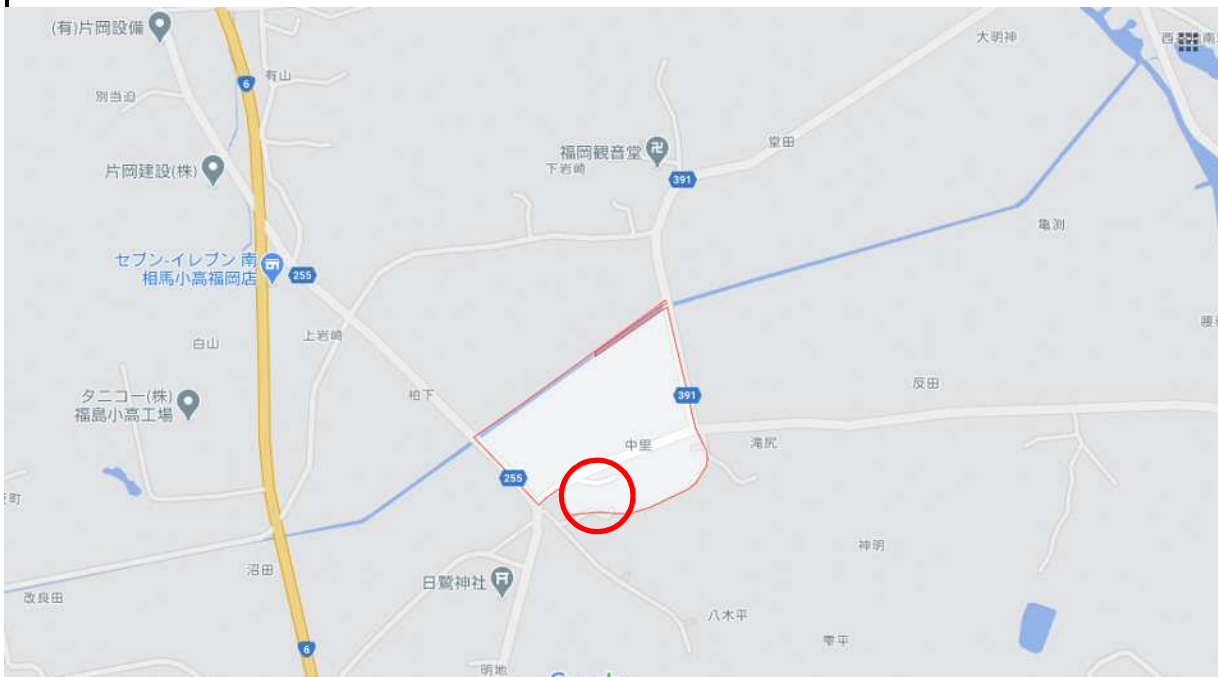 (有)片岡設備
大明神
6
有山
別当迫
堂田
福岡観音堂
下岩崎
片岡建設(株)
391
亀渕
セブン-イレブン 南
相馬小高福岡店
255
上岩崎
白山
反田
柏下
391
タニコー(株)
福島小高工場
中里
滝尻
255
神明
沼田
日鷲神社
改良田
八木平
雫平
6
明地